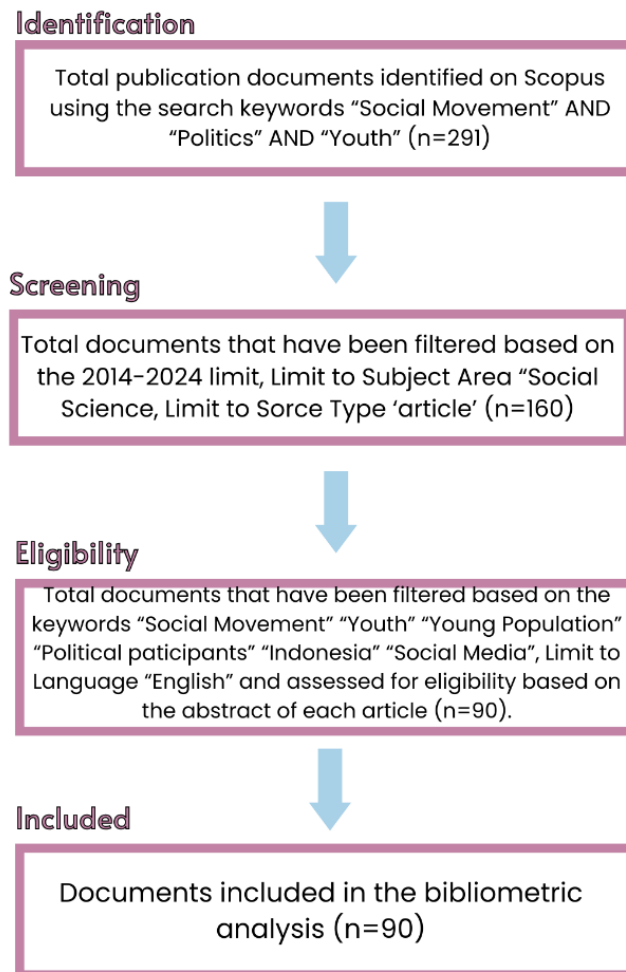 Identification
Total publication documents identified on Scopus
using the search keywords “Social Movement” AND
“Politics” AND “Youth” (n=291)
Screening
Total documents that have been filtered based on
the 2014-2024 limit, Limit to Subject Area “Social
Science, Limit to Sorce Type ‘article’ (n=160)
Eligibility
Total documents that have been filtered based on the
keywords “Social Movement” “Youth” “Young Population”
“Political paticipants” “Indonesia” “Social Media”, Limit to
Language “English” and assessed for eligibility based on
the abstract of each article (n=90).
Included
Documents included in the bibliometric
analysis (n=90)